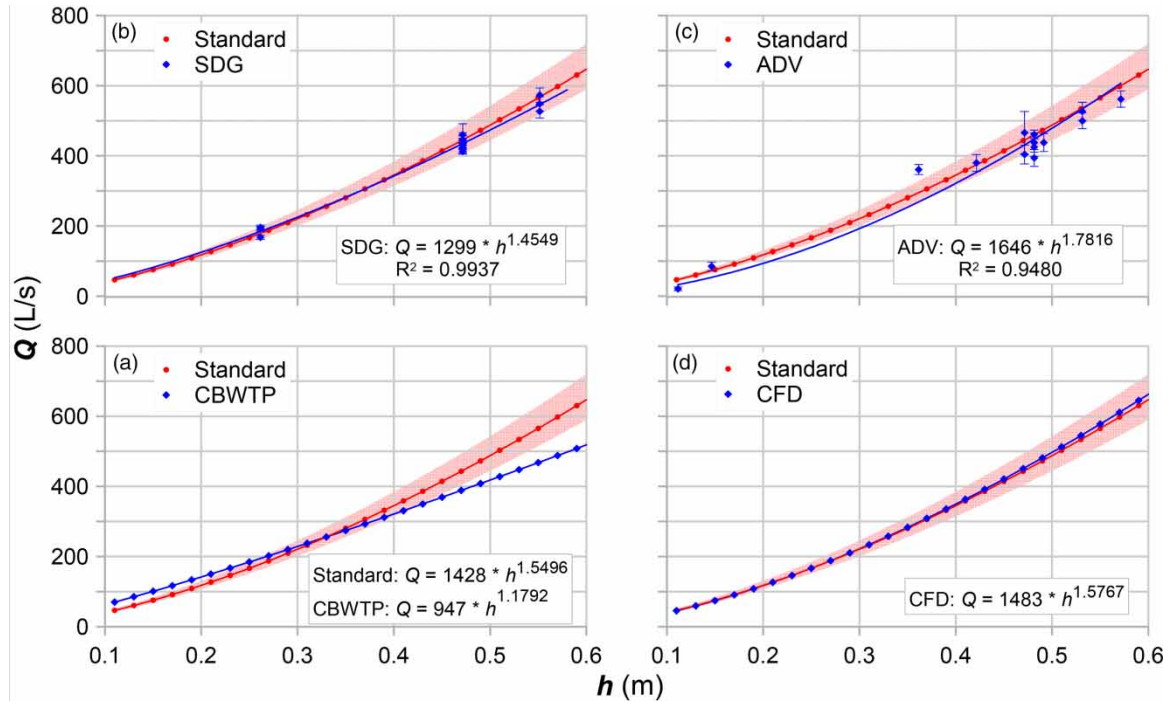 (b)
Standard
SDG
SDG: Q = 1299 * h^1.4549
R² = 0.9937
800
600
400
200
0
(c)
Standard
ADV
ADV: Q = 1646 * h^1.7816
R² = 0.9480
Q (L/s)
(a)
Standard
CBWTP
Standard: Q = 1428 * h^1.5496
CBWTP: Q = 947 * h^1.1792
800
600
400
200
0
0.1 0.2 0.3 0.4 0.5 0.6
(d)
Standard
CFD
CFD: Q = 1483 * h^1.5767
0.1 0.2 0.3 0.4 0.5 0.6
h (m)